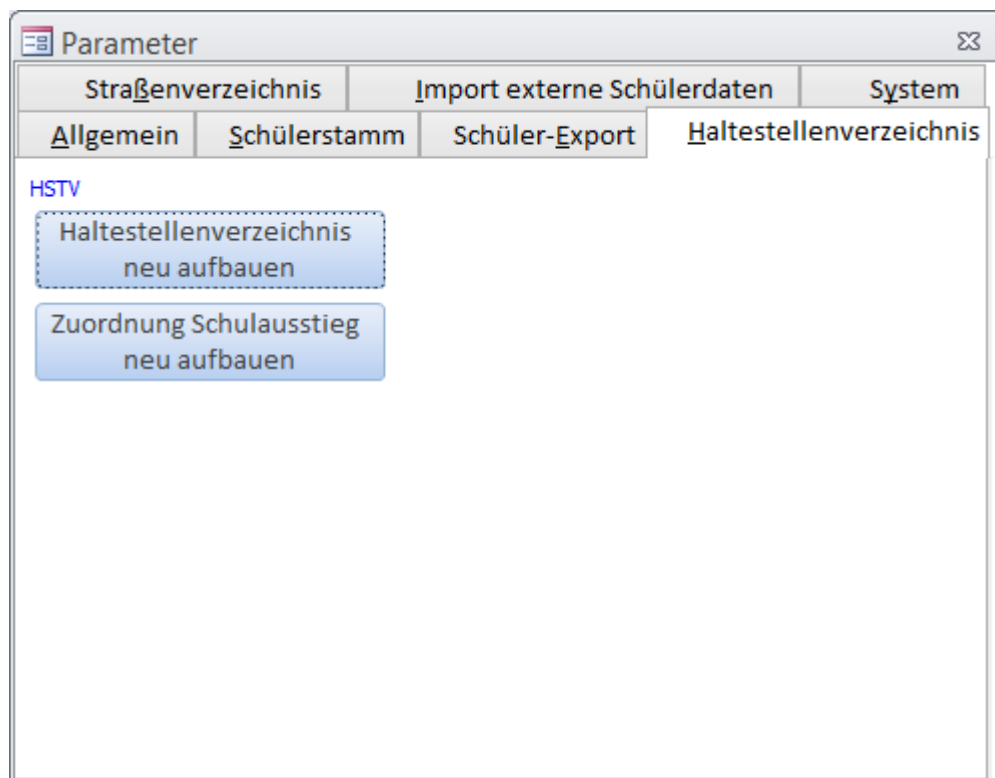 Parameter
Straßenverzeichnis Import externe Schülerdaten System
Allgemein Schülerstamm Schüler-Export Haltestellenverzeichnis
HSTV
Haltestellenverzeichnis
neu aufbauen
Zuordnung Schulausstieg
neu aufbauen